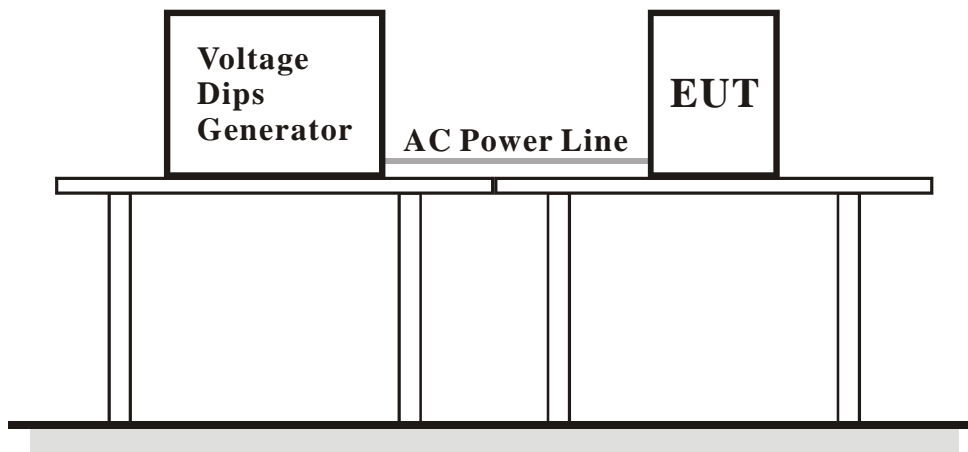 Voltage
Dips
Generator
AC Power Line
EUT